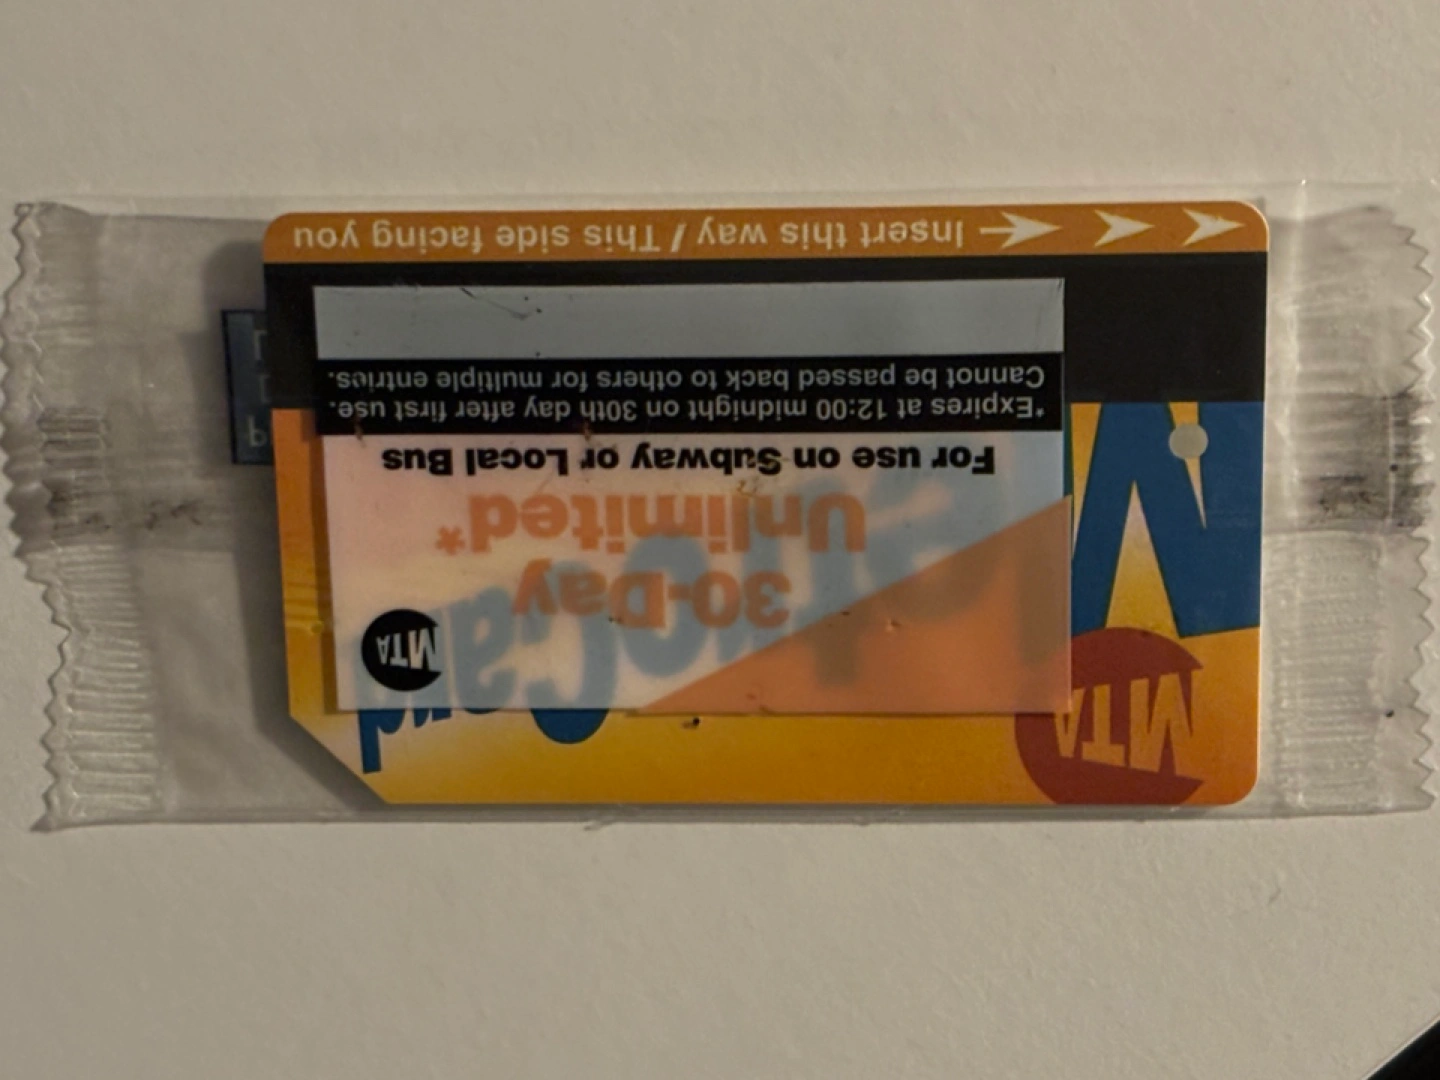 MTA
MetroCard
MTA
30-Day
Unlimited*
For use on Subway or Local Bus
*Expires at 12:00 midnight on 30th day after first use.
Cannot be passed back to others for multiple entries.
Insert this way / This side facing you